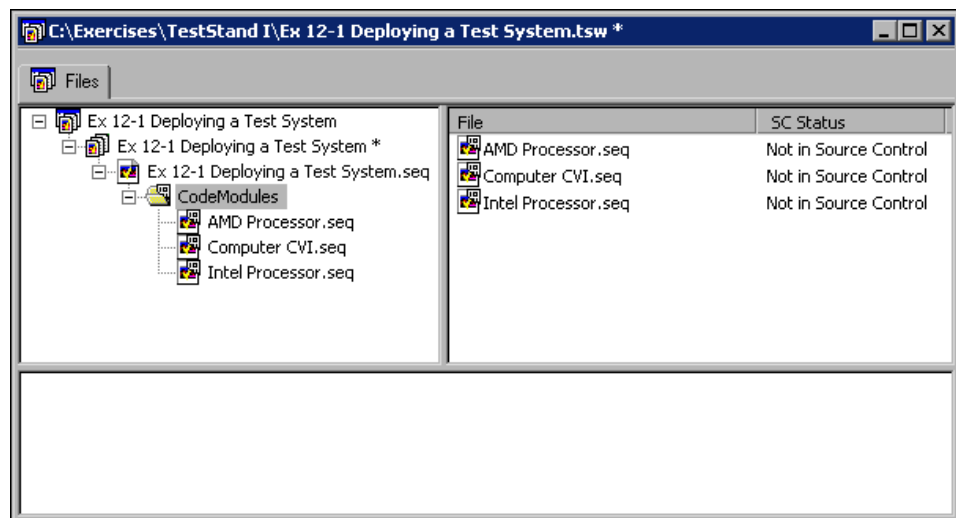 C:\Exercises\TestStand I\Ex 12-1 Deploying a Test System.tsw *
Files
Ex 12-1 Deploying a Test System
Ex 12-1 Deploying a Test System *
Ex 12-1 Deploying a Test System.seq
CodeModules
AMD Processor.seq
Computer CVI.seq
Intel Processor.seq
File SC Status
AMD Processor.seq Not in Source Control
Computer CVI.seq Not in Source Control
Intel Processor.seq Not in Source Control